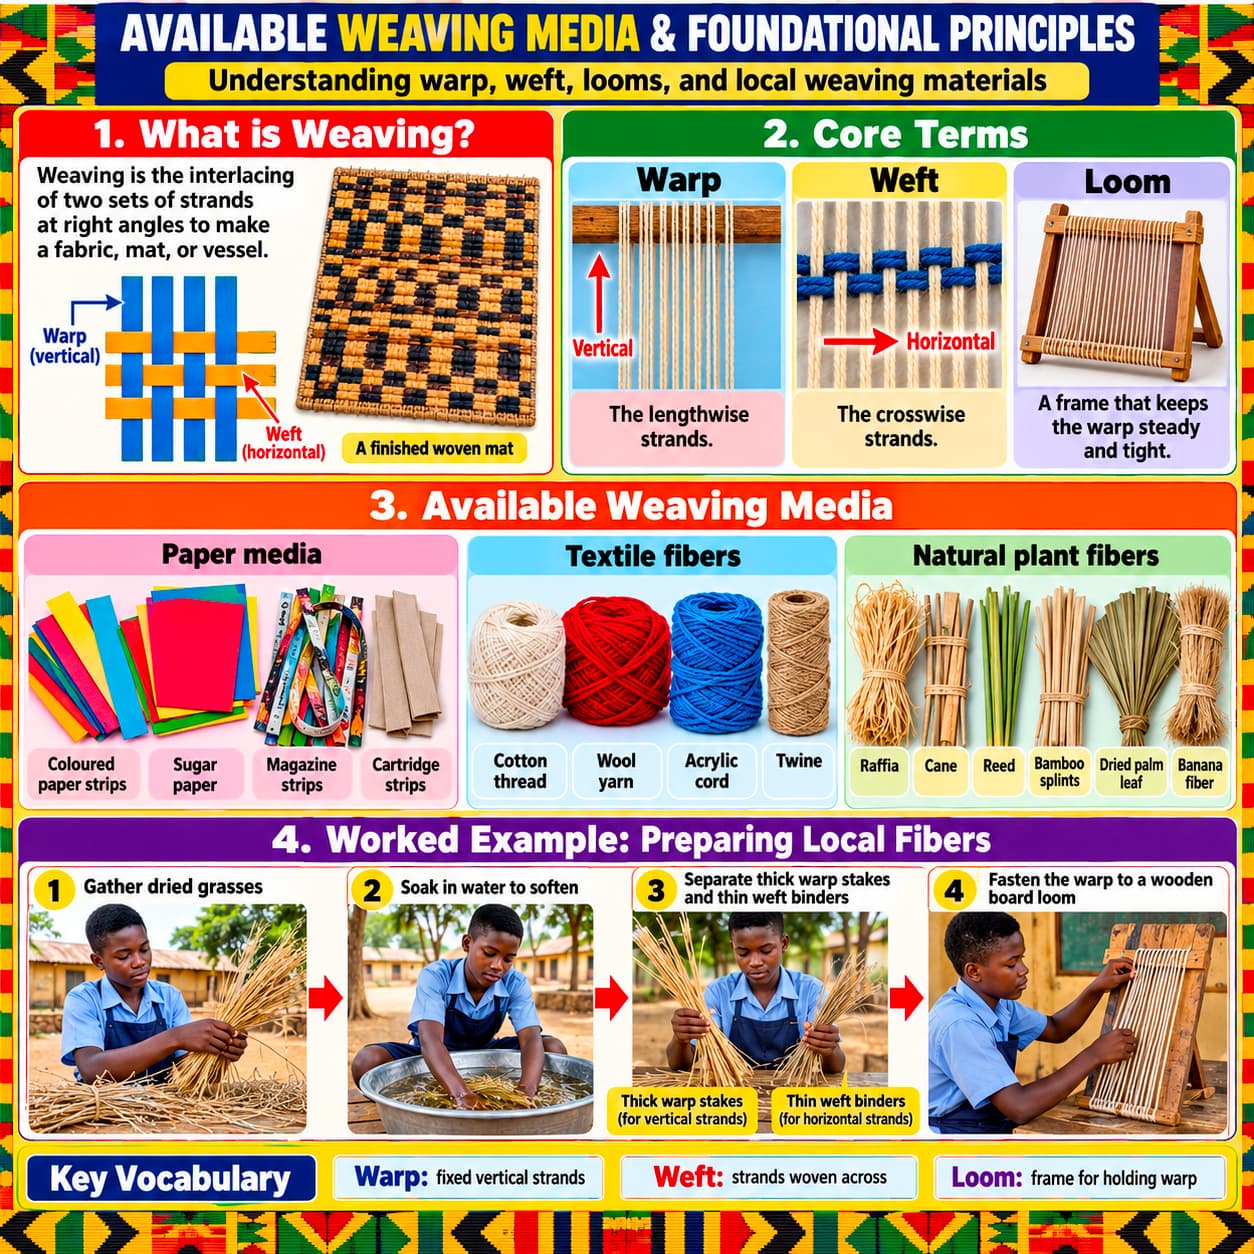 AVAILABLE WEAVING MEDIA & FOUNDATIONAL PRINCIPLES
Understanding warp, weft, looms, and local weaving materials
1. What is Weaving?
Weaving is the interlacing
of two sets of strands
at right angles to make
a fabric, mat, or vessel.
Warp
(vertical)
Weft
(horizontal)
A finished woven mat
2. Core Terms
Warp
Vertical
The lengthwise
strands.
Weft
Horizontal
The crosswise
strands.
Loom
A frame that keeps
the warp steady
and tight.
3. Available Weaving Media
Paper media
Coloured
paper strips
Sugar
paper
Magazine
strips
Cartridge
strips
Textile fibers
Cotton
thread
Wool
yarn
Acrylic
cord
Twine
Natural plant fibers
Raffia
Cane
Reed
Bamboo
splints
Dried palm
leaf
Banana
fiber
4. Worked Example: Preparing Local Fibers
1 Gather dried grasses
2 Soak in water to soften
3 Separate thick warp stakes
and thin weft binders
Thick warp stakes
(for vertical strands)
Thin weft binders
(for horizontal strands)
4 Fasten the warp to a wooden
board loom
Key Vocabulary
Warp: fixed vertical strands
Weft: strands woven across
Loom: frame for holding warp